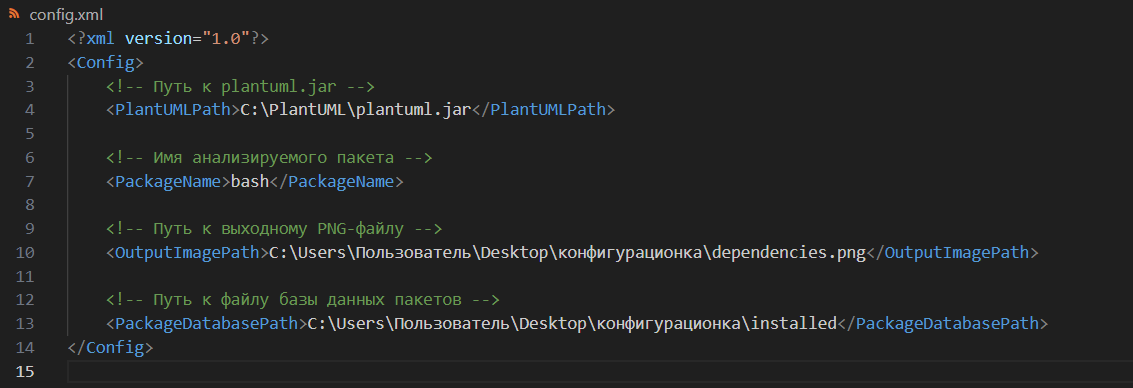 config.xml
1 <?xml version="1.0"?>
2 <Config>
3 <!-- Путь к plantuml.jar -->
4 <PlantUMLPath>C:\PlantUML\plantuml.jar</PlantUMLPath>
5
6 <!-- Имя анализируемого пакета -->
7 <PackageName>bash</PackageName>
8
9 <!-- Путь к выходному PNG-файлу -->
10 <OutputImagePath>C:\Users\Пользователь\Desktop\конфигурационка\dependencies.png</OutputImagePath>
11
12 <!-- Путь к файлу базы данных пакетов -->
13 <PackageDatabasePath>C:\Users\Пользователь\Desktop\конфигурационка\installed</PackageDatabasePath>
14 </Config>
15